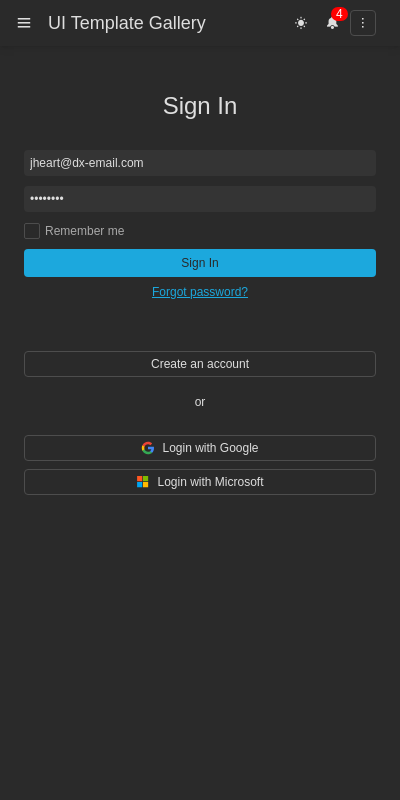 UI Template Gallery
4
Sign In
jheart@dx-email.com
••••••••
Remember me
Sign In
Forgot password?
Create an account
or
Login with Google
Login with Microsoft